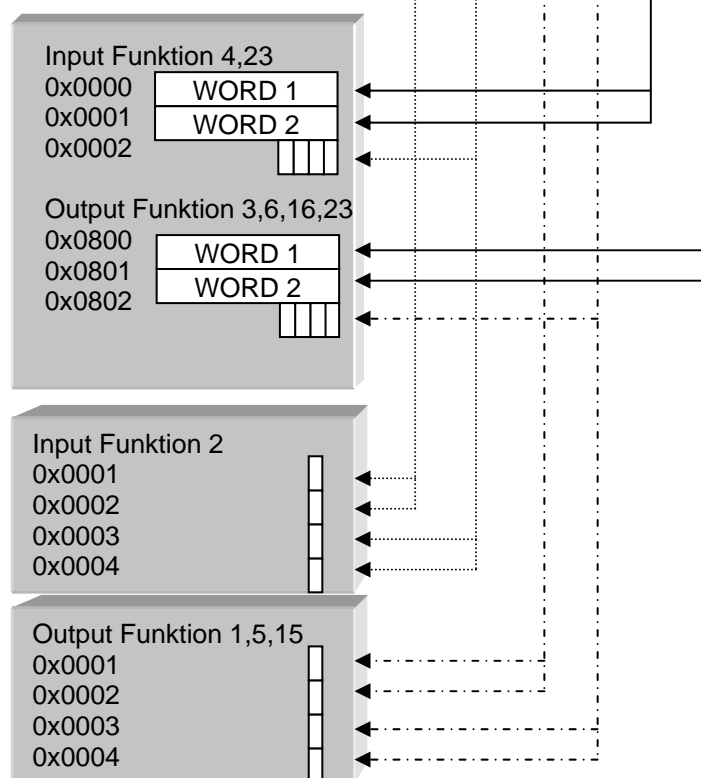 Input Funktion 4,23
0x0000 WORD 1
0x0001 WORD 2
0x0002
Output Funktion 3,6,16,23
0x0800 WORD 1
0x0801 WORD 2
0x0802
Input Funktion 2
0x0001
0x0002
0x0003
0x0004
Output Funktion 1,5,15
0x0001
0x0002
0x0003
0x0004